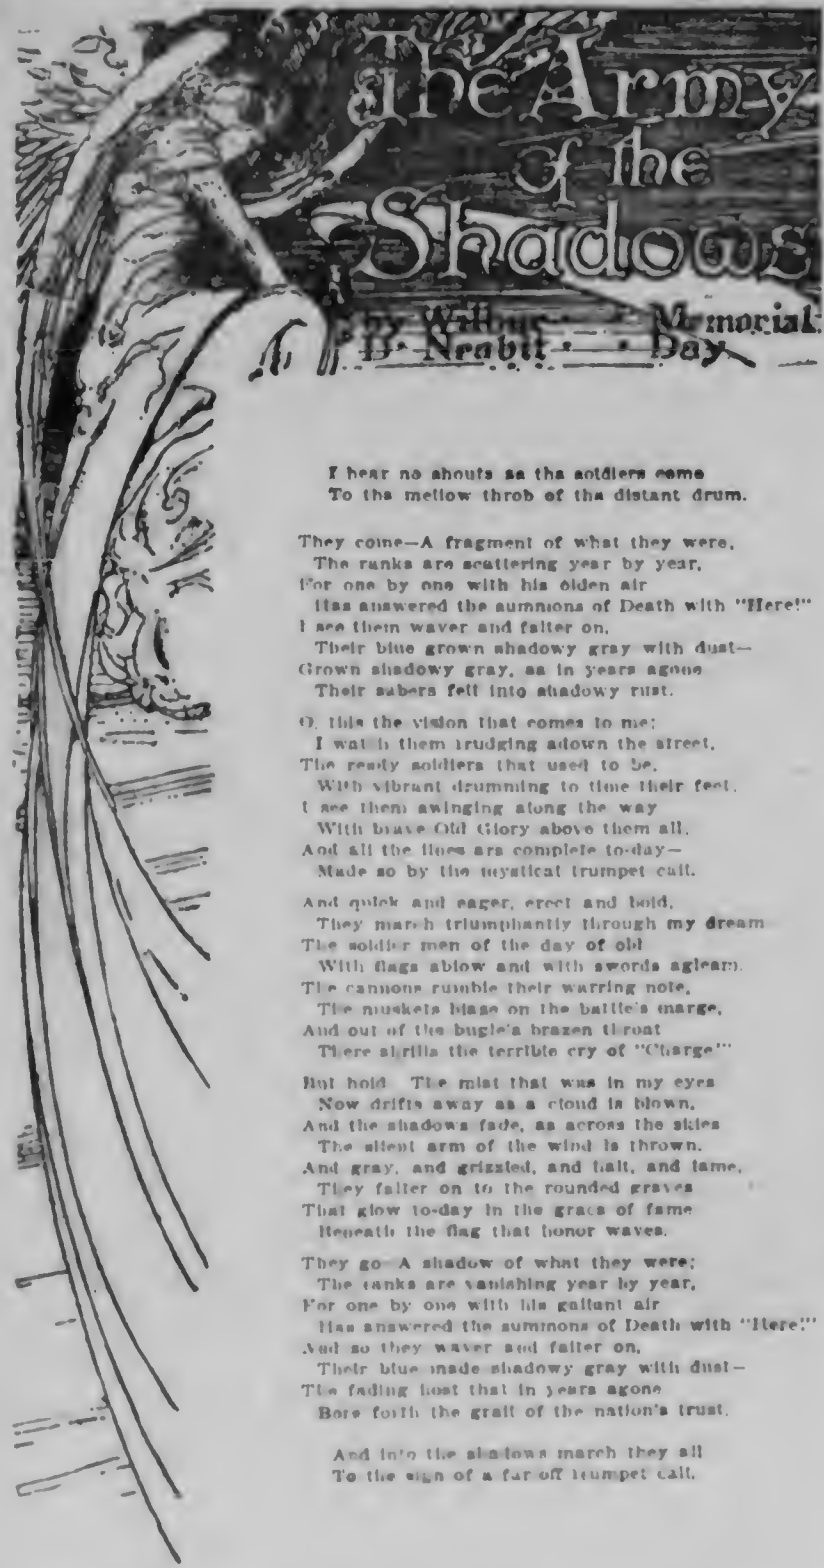 The Army
of the
Shadows
by Wilbur
D. Nesbit
Memorial
Day
I hear no shouts as the soldiers come
To the mellow throb of the distant drum.
They come—A fragment of what they were,
The ranks are scattering year by year,
For one by one with his olden air
Has answered the summons of Death with "Here!"
I see them waver and falter on,
Their blue grown shadowy gray with dust—
Grown shadowy gray, as in years agone
Their sabers fell into shadowy rust.
O, this the vision that comes to me;
I watch them trudging adown the street,
The ready soldiers that used to be,
With vibrant drumming to time their feet.
I see them swinging along the way
With brave Old Glory above them all,
And all the lines are complete to-day—
Made so by the mystical trumpet call.
And quick and eager, erect and bold,
They march triumphantly through my dream
The soldier men of the day of old
With flags ablow and with swords agleam.
The cannons rumble their warring note,
The muskets blaze on the battle's marge,
And out of the bugle's brazen throat
There shrills the terrible cry of "Charge!"
But hold The mist that was in my eyes
Now drifts away as a cloud is blown,
And the shadows fade, as across the skies
The silent arm of the wind is thrown.
And gray, and grizzled, and halt, and lame,
They falter on to the rounded graves
That glow to-day in the grace of fame
Beneath the flag that honor waves.
They go A shadow of what they were;
The ranks are vanishing year by year,
For one by one with his gallant air
Has answered the summons of Death with "Here!"
And so they waver and falter on,
Their blue made shadowy gray with dust—
The fading host that in years agone
Bore forth the grail of the nation's trust.
And into the shadows march they all
To the sign of a far off trumpet call.